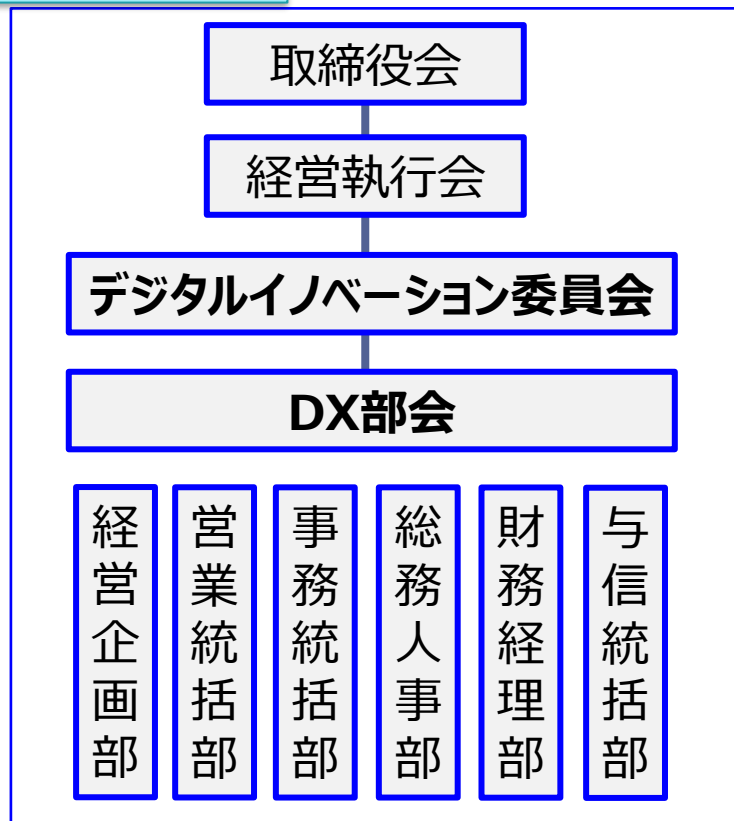 取締役会
経営執行会
デジタルイノベーション委員会
DX部会
経営企画部
営業統括部
事務統括部
総務人事部
財務経理部
与信統括部